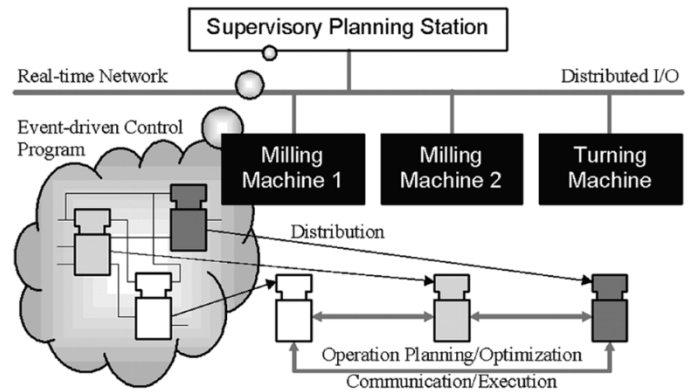 Supervisory Planning Station
Real-time Network
Distributed I/O
Event-driven Control
Program
Milling
Machine 1
Milling
Machine 2
Turning
Machine
Distribution
Operation Planning/Optimization
Communication/Execution